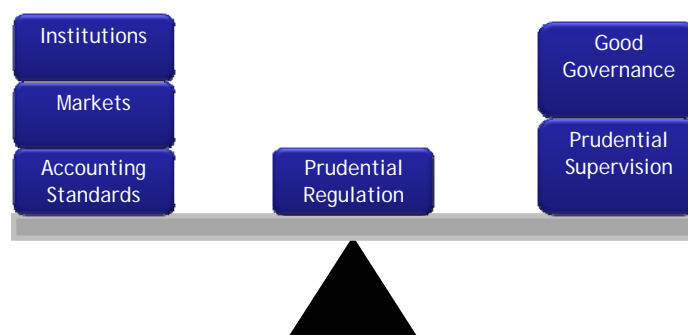 Institutions
Markets
Accounting
Standards
Prudential
Regulation
Good
Governance
Prudential
Supervision